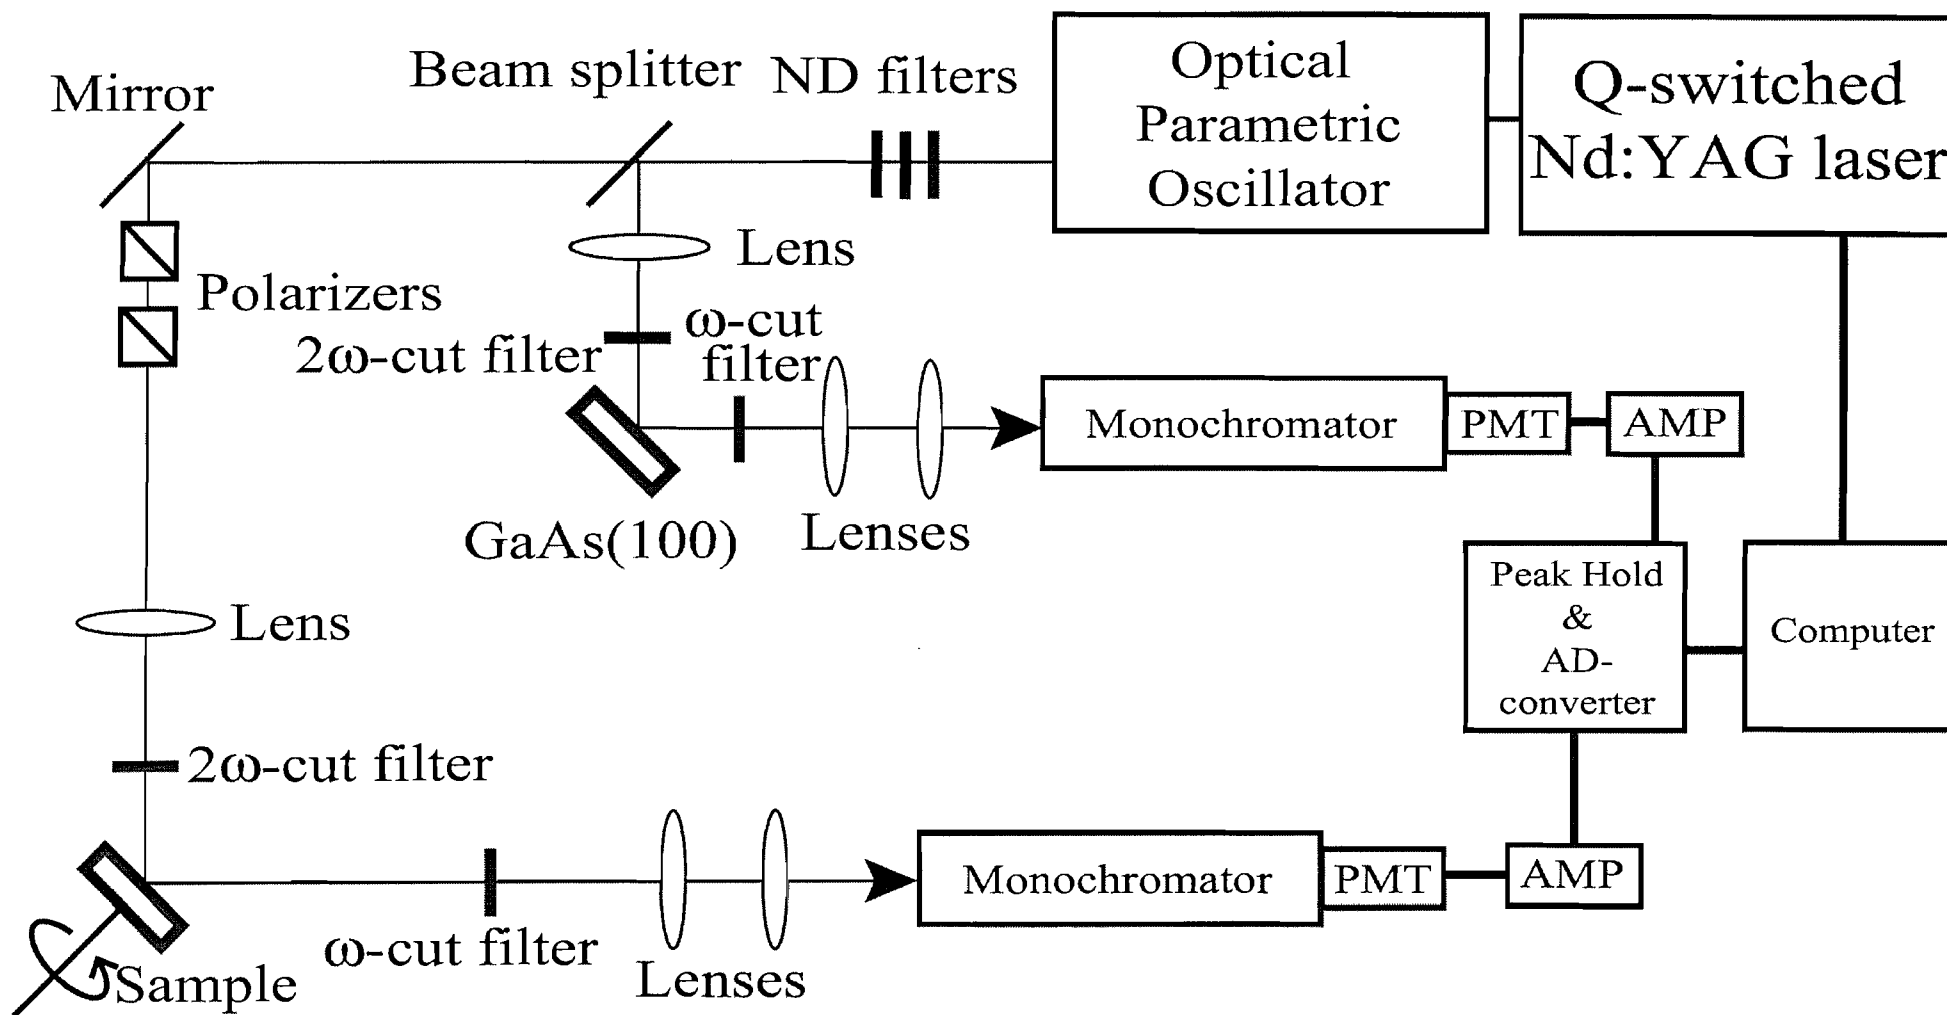 Mirror
Beam splitter
ND filters
Optical
Parametric
Oscillator
Q-switched
Nd:YAG laser
Lens
Polarizers
2ω-cut filter
ω-cut
filter
Monochromator
PMT
AMP
GaAs(100)
Lenses
Peak Hold
&
AD-
converter
Computer
Lens
2ω-cut filter
Monochromator
PMT
AMP
ω-cut filter
Lenses
Sample